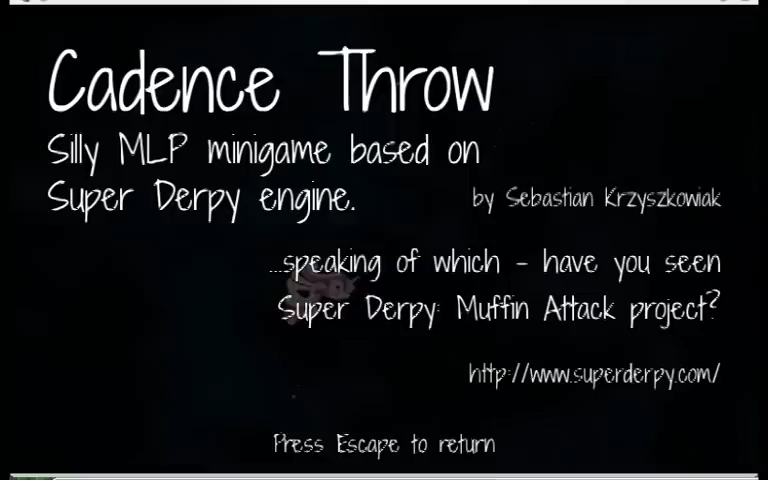 Cadence Throw
Silly MLP minigame based on
Super Derpy engine.
by Sebastian Krzyszkowiak
...speaking of which - have you seen
Super Derpy: Muffin Attack project?
http://www.superderpy.com/
Press Escape to return